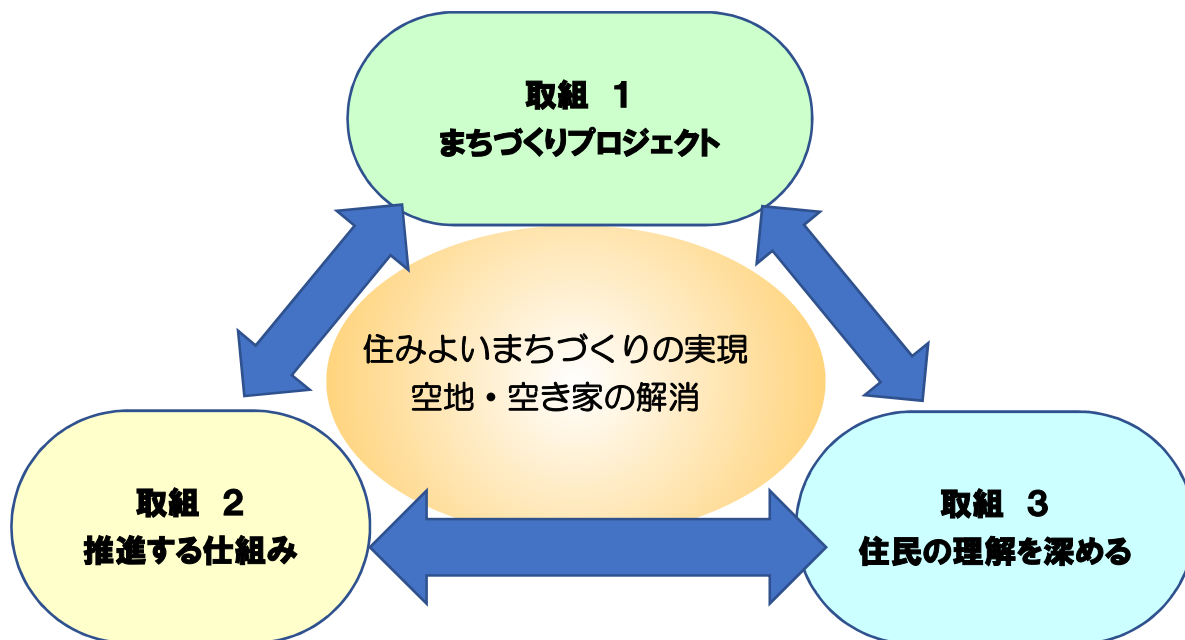 取組　1
まちづくりプロジェクト
住みよいまちづくりの実現
空地・空き家の解消
取組　2
推進する仕組み
取組　3
住民の理解を深める